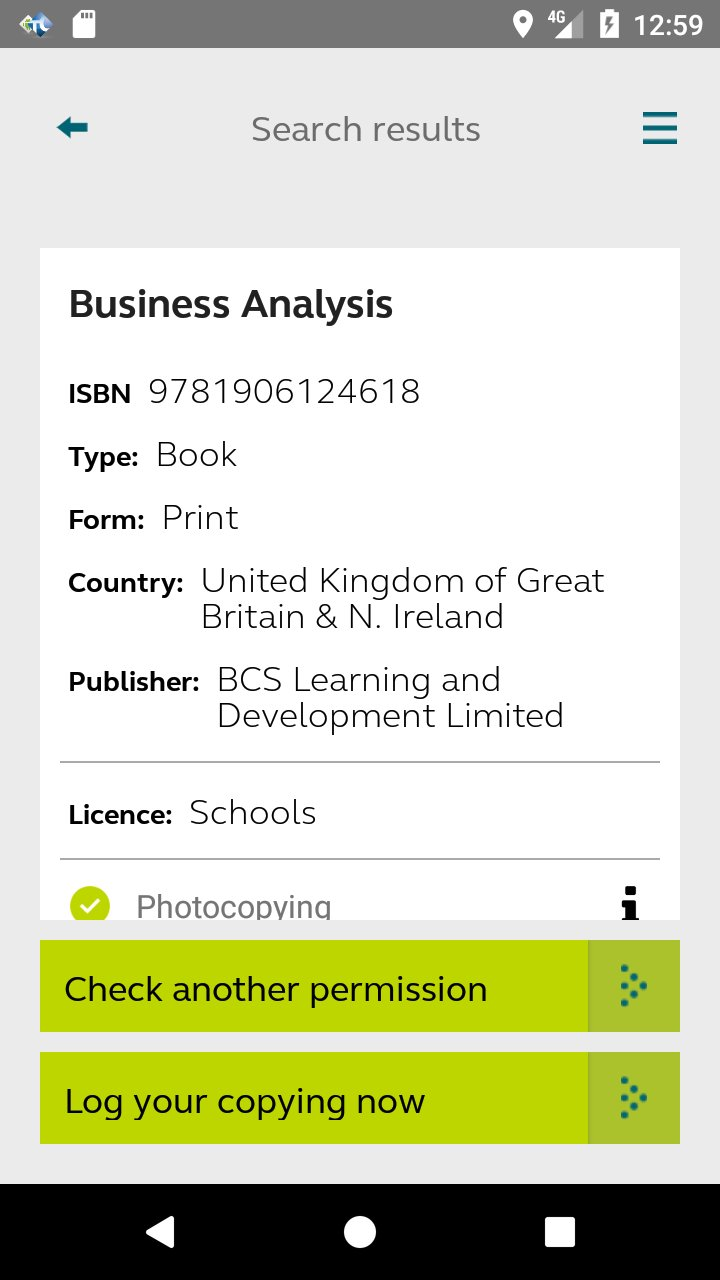 4G 12:59
Search results
Business Analysis
ISBN 9781906124618
Type: Book
Form: Print
Country: United Kingdom of Great
Britain & N. Ireland
Publisher: BCS Learning and
Development Limited
Licence: Schools
Photocopying
Check another permission
Log your copying now